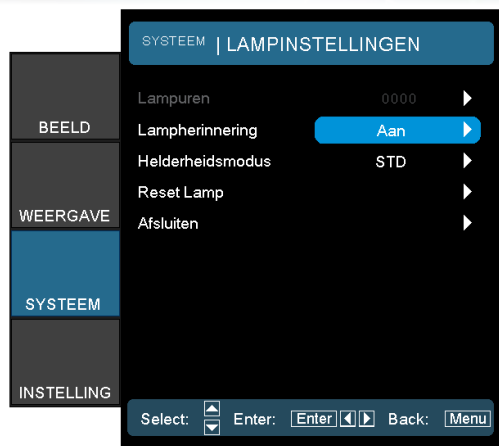 SYSTEEM | LAMPINSTELLINGEN
BEELD
WEERGAVE
SYSTEEM
INSTELLING
Lampuren 0000
Lampherinnering Aan
Helderheidsmodus STD
Reset Lamp
Afsluiten
Select: Enter: Enter Back: Menu